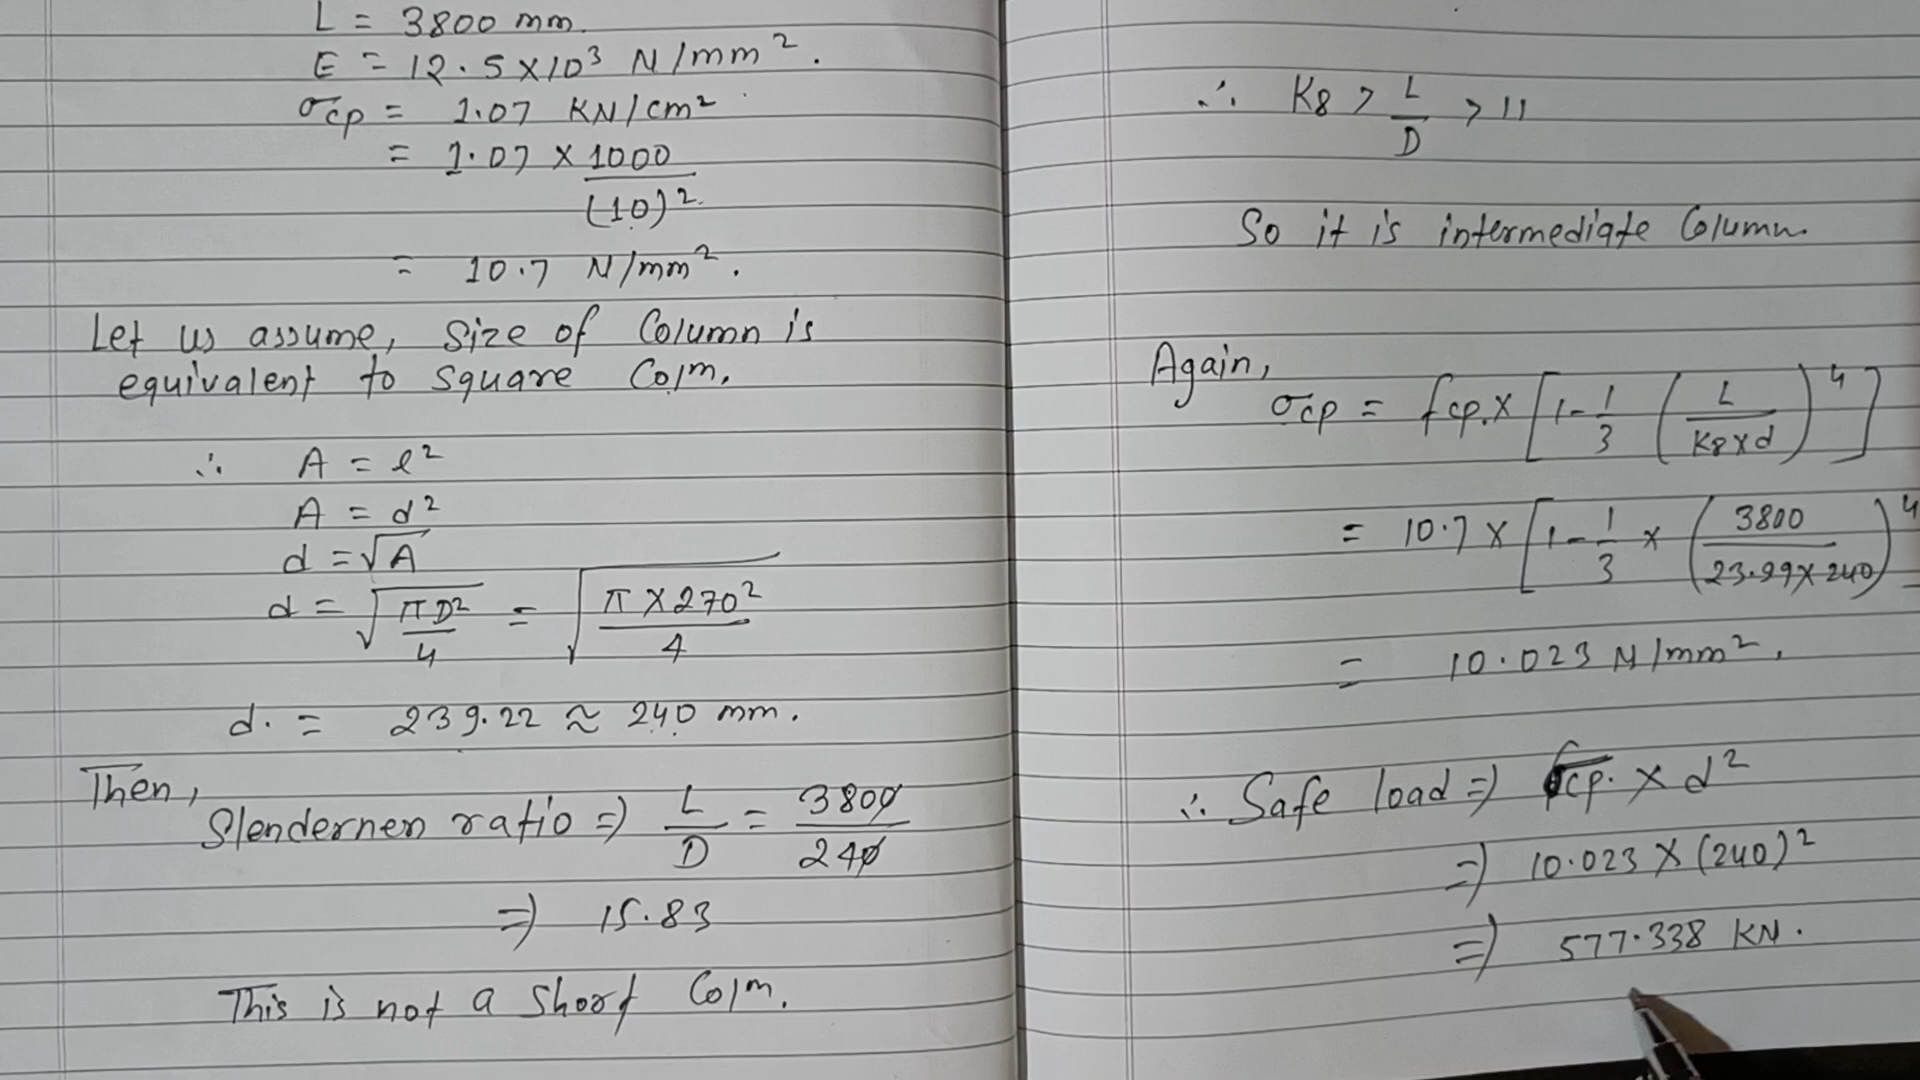 L = 3800 mm.
E = 12.5 × 10³ N/mm².
σcp = 1.07 KN/cm²
= 1.07 × 1000/(10)²
= 10.7 N/mm².
Let us assume, Size of Column is
equivalent to square Colm.
∴ A = l²
A = d²
d = √A
d = √(πD²/4) = √(π × 270²/4)
d. = 239.22 ≈ 240 mm.
Then,
Slenderness ratio ⇒ L/D = 3800/240
⇒ 15.83
This is not a Short Colm.
∴ K8 > L/D > 11
So it is intermediate Column.
Again,
σcp = fcp. × [1 - 1/3 (L/K8×d)⁴]
= 10.7 × [1 - 1/3 × (3800/23.99×240)⁴
= 10.023 N/mm².
∴ Safe load ⇒ σcp. × d²
⇒ 10.023 × (240)²
⇒ 577.338 KN.